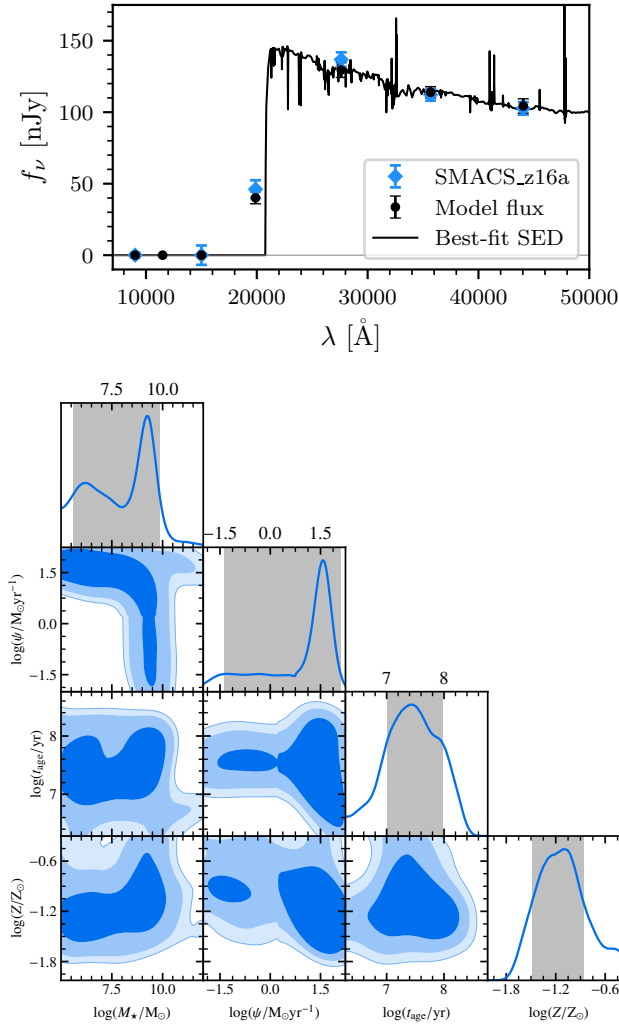 150
100
50
0
f_ν [nJy]
SMACS_z16a
Model flux
Best-fit SED
10000 20000 30000 40000 50000
λ [Å]
7.5 10.0
−1.5 0.0 1.5
1.5
0.0
−1.5
log(ψ/M⊙yr⁻¹)
7 8
8
7
log(t_age/yr)
−0.6
−1.2
−1.8
log(Z/Z⊙)
7.5 10.0 −1.5 0.0 1.5 7 8 −1.8 −1.2 −0.6
log(M⋆/M⊙) log(ψ/M⊙yr⁻¹) log(t_age/yr) log(Z/Z⊙)